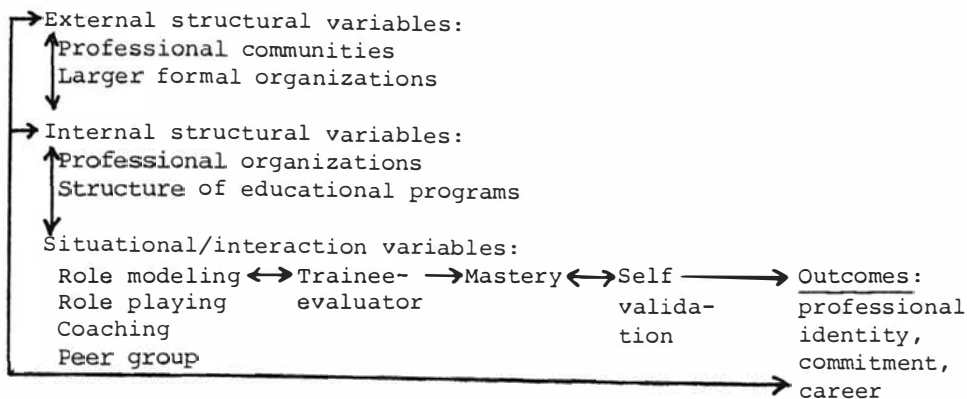 External structural variables:
Professional communities
Larger formal organizations
Internal structural variables:
Professional organizations
Structure of educational programs
Situational/interaction variables:
Role modeling Trainee- Mastery Self Outcomes:
Role playing evaluator valida- professional
Coaching tion identity,
Peer group commitment,
career